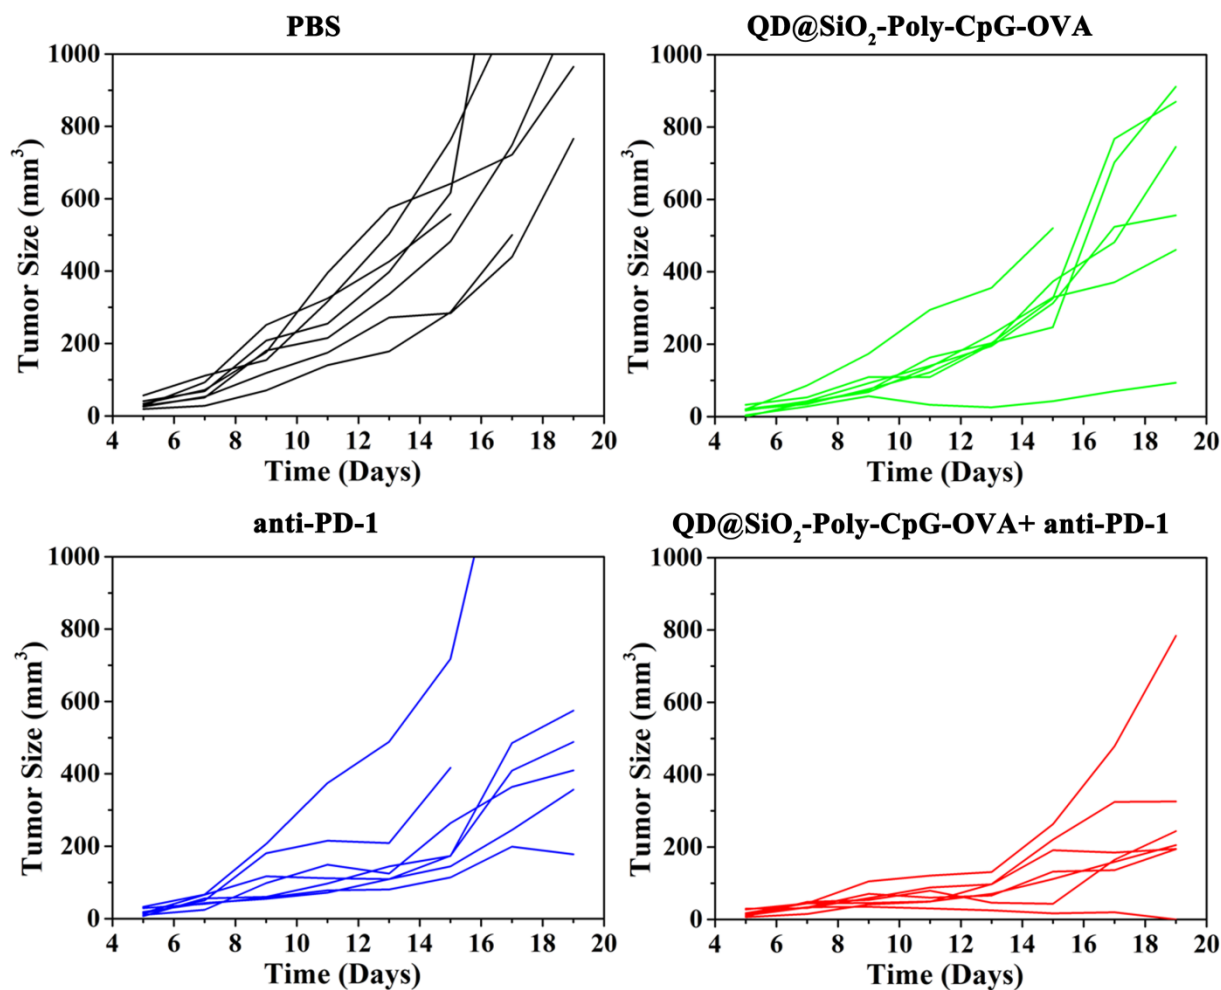 PBS
1000
800
600
400
200
0
Tumor Size (mm³)
4 6 8 10 12 14 16 18 20
Time (Days)
QD@SiO₂-Poly-CpG-OVA
1000
800
600
400
200
0
Tumor Size (mm³)
4 6 8 10 12 14 16 18 20
Time (Days)
anti-PD-1
1000
800
600
400
200
0
Tumor Size (mm³)
4 6 8 10 12 14 16 18 20
Time (Days)
QD@SiO₂-Poly-CpG-OVA+ anti-PD-1
1000
800
600
400
200
0
Tumor Size (mm³)
4 6 8 10 12 14 16 18 20
Time (Days)